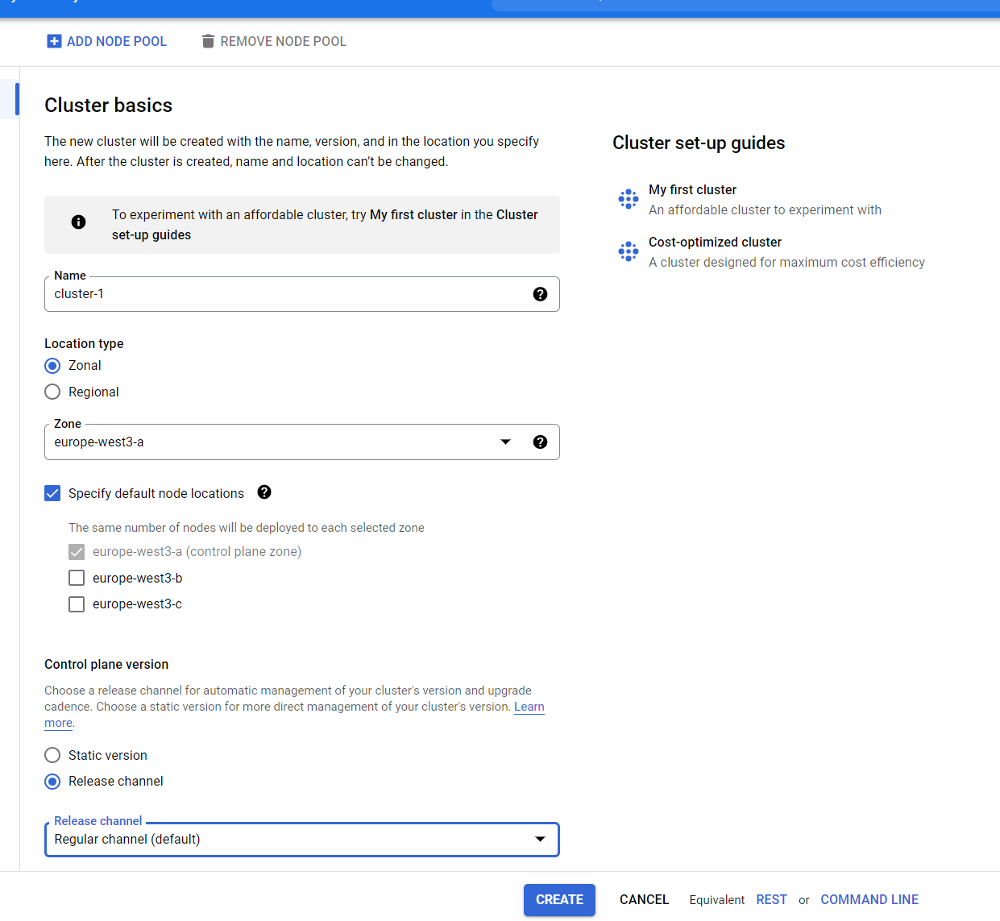 ADD NODE POOL
REMOVE NODE POOL
Cluster basics
The new cluster will be created with the name, version, and in the location you specify
here. After the cluster is created, name and location can't be changed.
To experiment with an affordable cluster, try My first cluster in the Cluster
set-up guides
Name
cluster-1
Location type
Zonal
Regional
Zone
europe-west3-a
Specify default node locations
The same number of nodes will be deployed to each selected zone
europe-west3-a (control plane zone)
europe-west3-b
europe-west3-c
Control plane version
Choose a release channel for automatic management of your cluster's version and upgrade
cadence. Choose a static version for more direct management of your cluster's version. Learn
more.
Static version
Release channel
Release channel
Regular channel (default)
Cluster set-up guides
My first cluster
An affordable cluster to experiment with
Cost-optimized cluster
A cluster designed for maximum cost efficiency
CREATE
CANCEL
Equivalent REST or COMMAND LINE